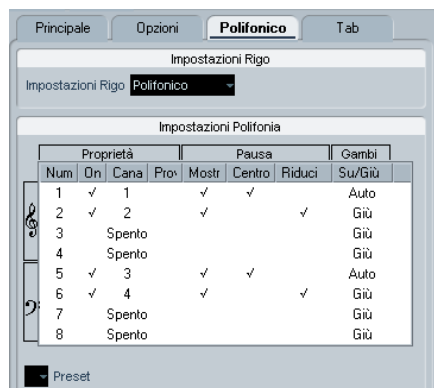 Principale Opzioni Polifonico Tab
Impostazioni Rigo
Impostazioni Rigo Polifonico
Impostazioni Polifonia
Proprietà Pausa Gambi
Num On Cana Prov Mostr Centro Riduci Su/Giù
1 √ 1 √ √ Auto
2 √ 2 √ √ Giù
3 Spento Giù
4 Spento Giù
5 √ 3 √ √ Auto
6 √ 4 √ √ Giù
7 Spento Giù
8 Spento Giù
Preset